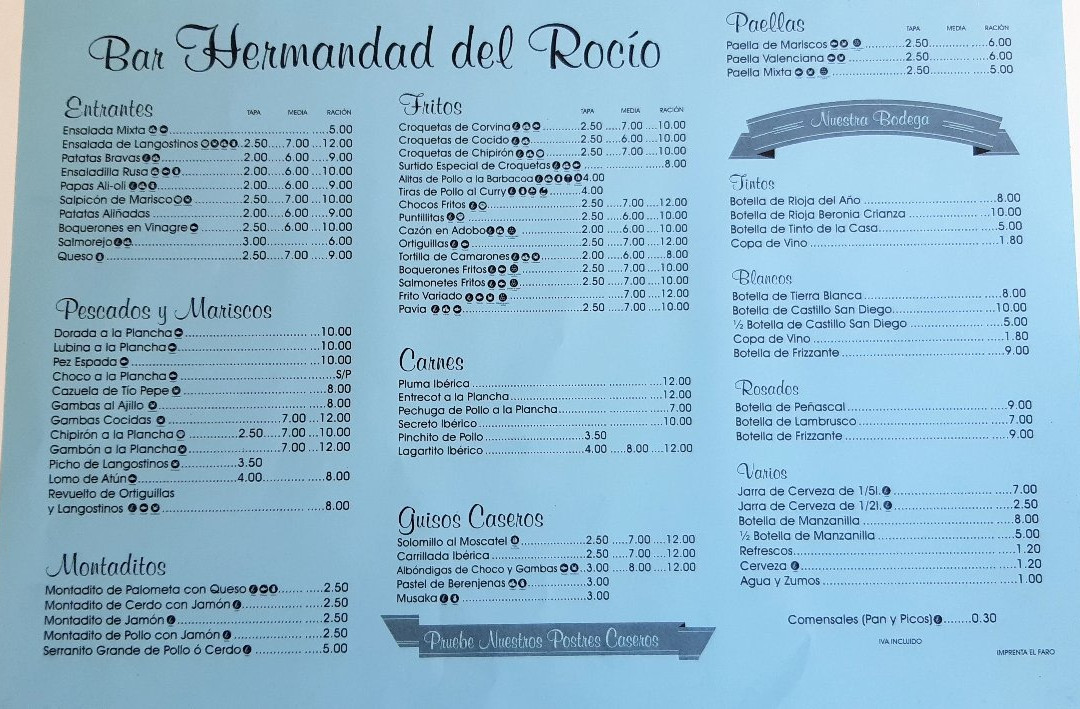 Bar Hermandad del Rocío
Entrantes TAPA MEDIA RACIÓN
Ensalada Mixta 5.00
Ensalada de Langostinos 2.50 7.00 12.00
Patatas Bravas 2.00 6.00 9.00
Ensaladilla Rusa 2.00 6.00 10.00
Papas Ali-oli 2.00 6.00 9.00
Salpicón de Marisco 2.50 7.00 10.00
Patatas Aliñadas 2.00 6.00 9.00
Boquerones en Vinagre 2.50 6.00 10.00
Salmorejo 3.00 6.00
Queso 2.50 7.00 9.00
Pescados y Mariscos
Dorada a la Plancha 10.00
Lubina a la Plancha 10.00
Pez Espada 10.00
Choco a la Plancha S/P
Cazuela de Tío Pepe 8.00
Gambas al Ajillo 8.00
Gambas Cocidas 7.00 12.00
Chipirón a la Plancha 2.50 7.00 10.00
Gambón a la Plancha 7.00 12.00
Picho de Langostinos 3.50
Lomo de Atún 4.00 8.00
Revuelto de Ortiguillas
y Langostinos 8.00
Montaditos
Montadito de Palometa con Queso 2.50
Montadito de Cerdo con Jamón 2.50
Montadito de Jamón 2.50
Montadito de Pollo con Jamón 2.50
Serranito Grande de Pollo ó Cerdo 5.00
Fritos TAPA MEDIA RACIÓN
Croquetas de Corvina 2.50 7.00 10.00
Croquetas de Cocido 2.50 7.00 10.00
Croquetas de Chipirón 2.50 7.00 10.00
Surtido Especial de Croquetas 8.00
Alitas de Pollo a la Barbacoa 4.00
Tiras de Pollo al Curry 4.00
Chocos Fritos 2.50 7.00 12.00
Puntillitas 2.50 7.00 10.00
Cazón en Adobo 2.00 6.00 10.00
Ortiguillas 2.50 7.00 12.00
Tortilla de Camarones 2.00 6.00 8.00
Boquerones Fritos 2.50 7.00 10.00
Salmonetes Fritos 2.50 7.00 10.00
Frito Variado 7.00 12.00
Pavia 2.50 7.00 10.00
Carnes
Pluma Ibérica 12.00
Entrecot a la Plancha 12.00
Pechuga de Pollo a la Plancha 7.00
Secreto Ibérico 10.00
Pinchito de Pollo 3.50
Lagartito Ibérico 4.00 8.00 12.00
Guisos Caseros
Solomillo al Moscatel 2.50 7.00 12.00
Carrillada Ibérica 2.50 7.00 12.00
Albóndigas de Choco y Gambas 3.00 8.00 12.00
Pastel de Berenjenas 3.00
Musaka 3.00
Pruebe Nuestros Postres Caseros
Paellas TAPA MEDIA RACIÓN
Paella de Mariscos 2.50 6.00
Paella Valenciana 2.50 6.00
Paella Mixta 2.50 5.00
Nuestra Bodega
Tintos
Botella de Rioja del Año 8.00
Botella de Rioja Beronia Crianza 10.00
Botella de Tinto de la Casa 5.00
Copa de Vino 1.80
Blancos
Botella de Tierra Blanca 8.00
Botella de Castillo San Diego 10.00
½ Botella de Castillo San Diego 5.00
Copa de Vino 1.80
Botella de Frizzante 9.00
Rosados
Botella de Peñascal 9.00
Botella de Lambrusco 7.00
Botella de Frizzante 9.00
Varios
Jarra de Cerveza de 1/5l. 7.00
Jarra de Cerveza de 1/2l. 2.50
Botella de Manzanilla 8.00
½ Botella de Manzanilla 5.00
Refrescos 1.20
Cerveza 1.20
Agua y Zumos 1.00
Comensales (Pan y Picos) 0.30
IVA INCLUIDO
IMPRENTA EL FARO